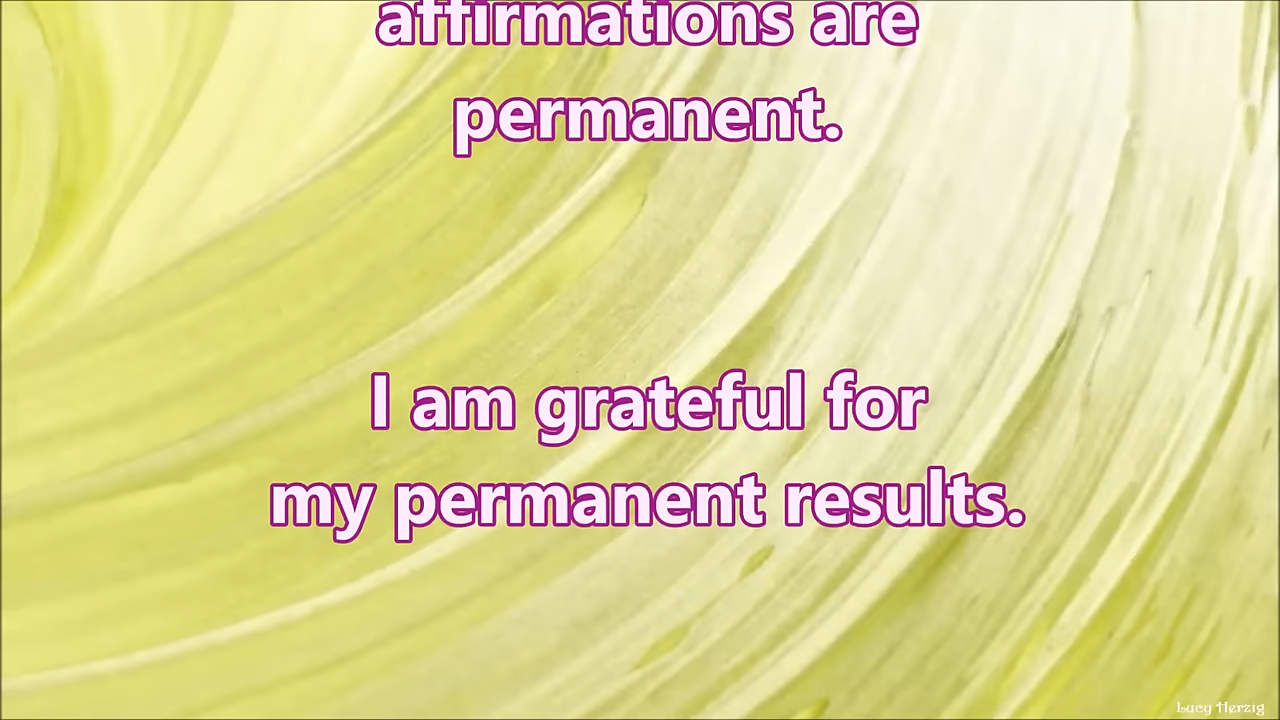 affirmations are
permanent.
I am grateful for
my permanent results.
Lucy Herzig